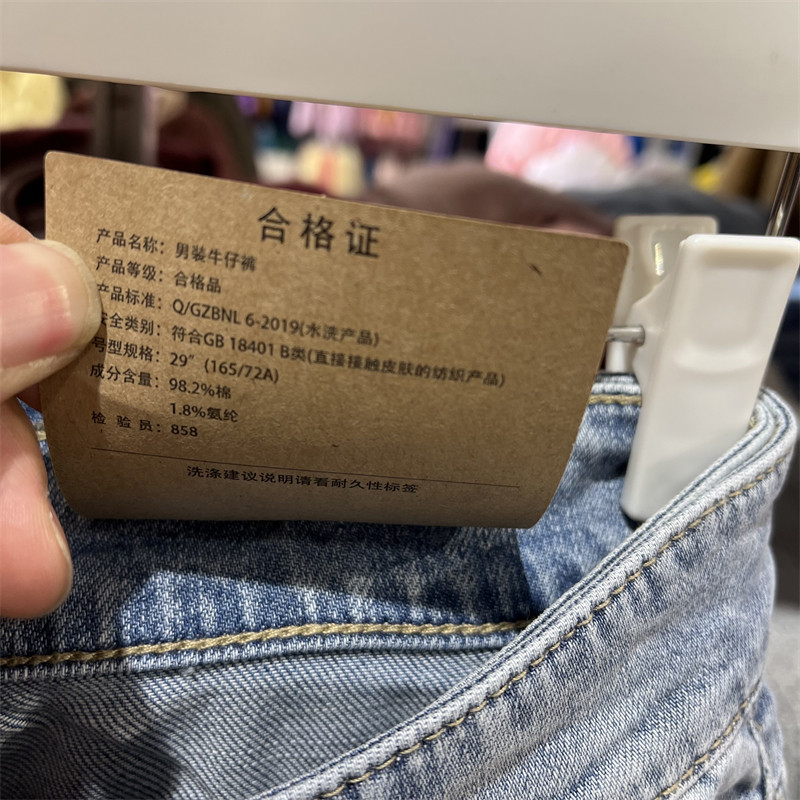 合格证
产品名称：男装牛仔裤
产品等级：合格品
产品标准：Q/GZBNL 6-2019(水洗产品)
安全类别：符合GB 18401 B类(直接接触皮肤的纺织产品)
号型规格：29"（165/72A）
成分含量：98.2%棉
1.8%氨纶
检 验 员：858
洗涤建议说明请看耐久性标签